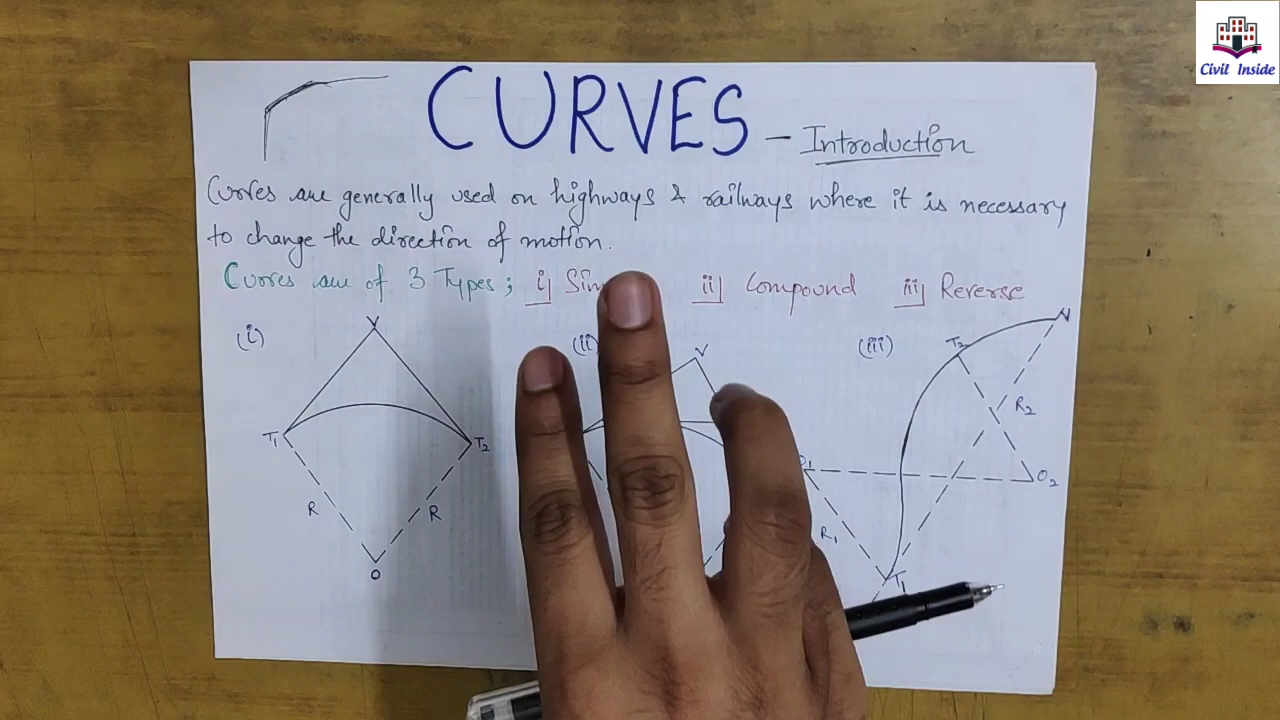 Civil Inside
CURVES - Introduction
Curves are generally used on highways & railways where it is necessary
to change the direction of motion.
Curves are of 3 Types; i) Sim ii) Compound iii) Reverse
(i) (ii) (iii)
V V T2 V
T1 T2 R2
O1 O2
R R R1
O T1